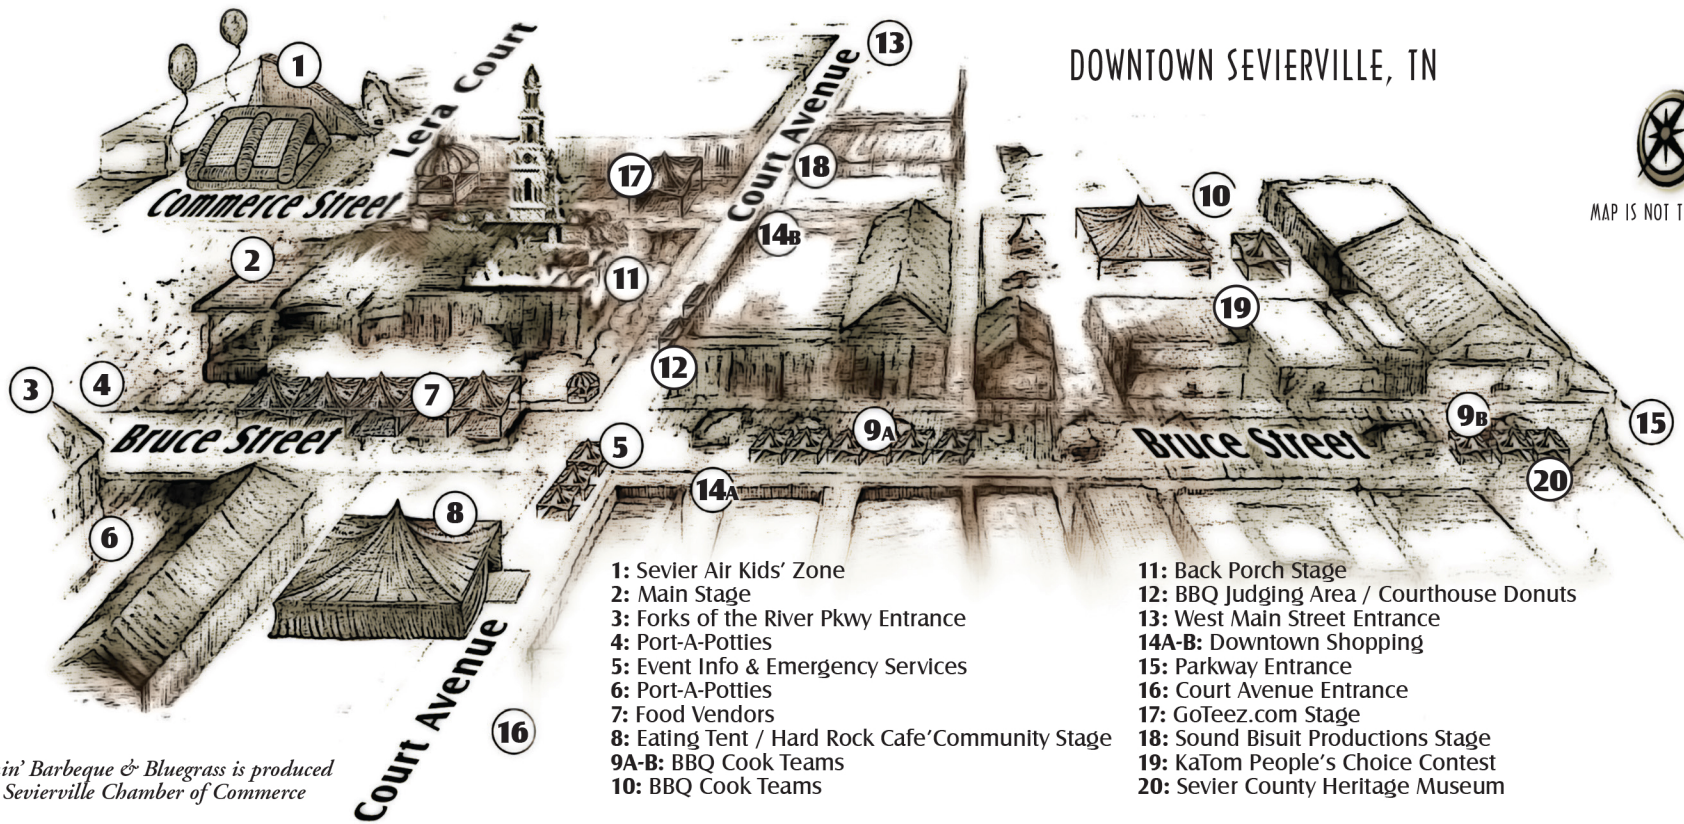 DOWNTOWN SEVIERVILLE, TN
13
1
Lera Court
Court Avenue
18
17
10
Commerce Street
MAP IS NOT T
14B
2
11
19
12
3
4
7
9A
9B
15
Bruce Street
Bruce Street
5
14A
20
8
6
16
Court Avenue
1: Sevier Air Kids’ Zone
2: Main Stage
3: Forks of the River Pkwy Entrance
4: Port-A-Potties
5: Event Info & Emergency Services
6: Port-A-Potties
7: Food Vendors
8: Eating Tent / Hard Rock Cafe’Community Stage
9A-B: BBQ Cook Teams
10: BBQ Cook Teams
11: Back Porch Stage
12: BBQ Judging Area / Courthouse Donuts
13: West Main Street Entrance
14A-B: Downtown Shopping
15: Parkway Entrance
16: Court Avenue Entrance
17: GoTeez.com Stage
18: Sound Bisuit Productions Stage
19: KaTom People’s Choice Contest
20: Sevier County Heritage Museum
in’ Barbeque & Bluegrass is produced
Sevierville Chamber of Commerce